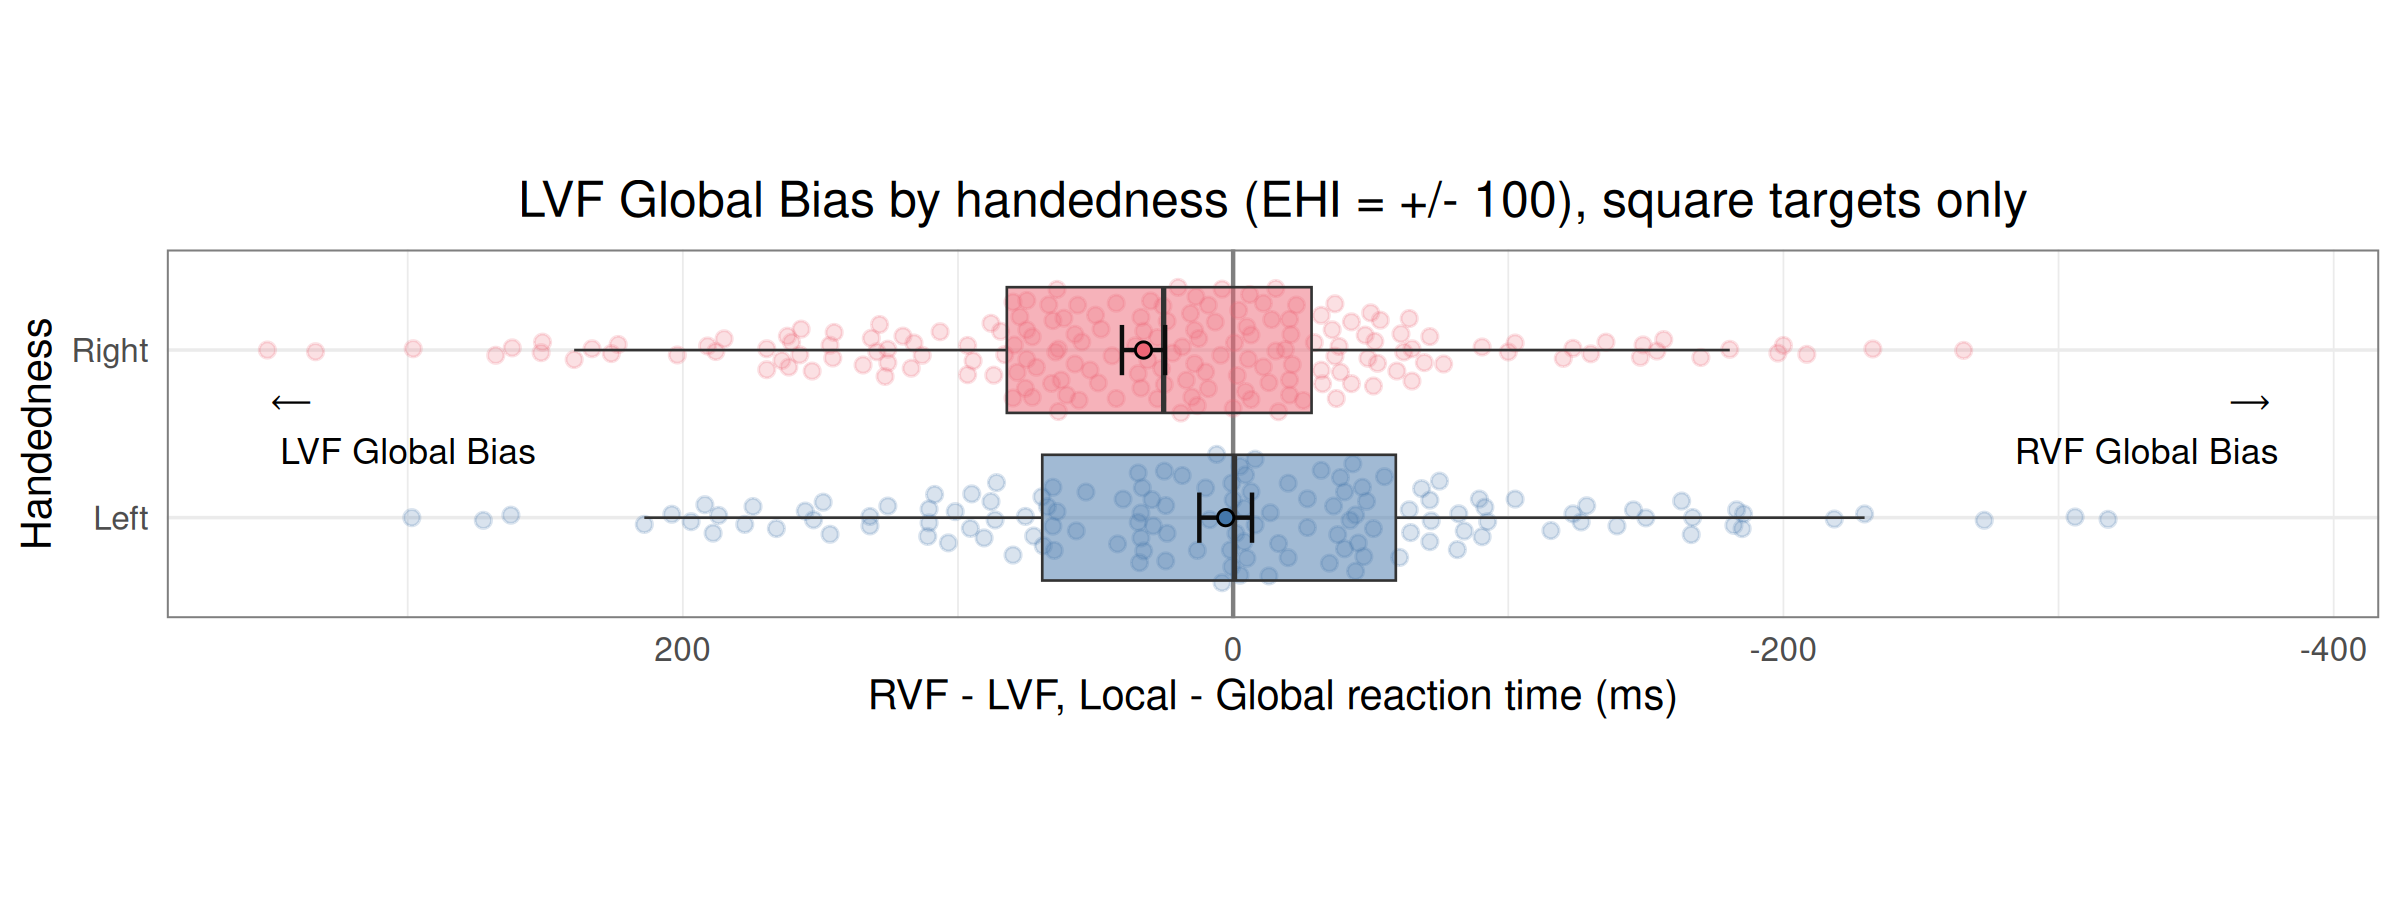 LVF Global Bias by handedness (EHI = +/- 100), square targets only
Handedness
Right
Left
←
LVF Global Bias
→
RVF Global Bias
200
0
-200
-400
RVF - LVF, Local - Global reaction time (ms)